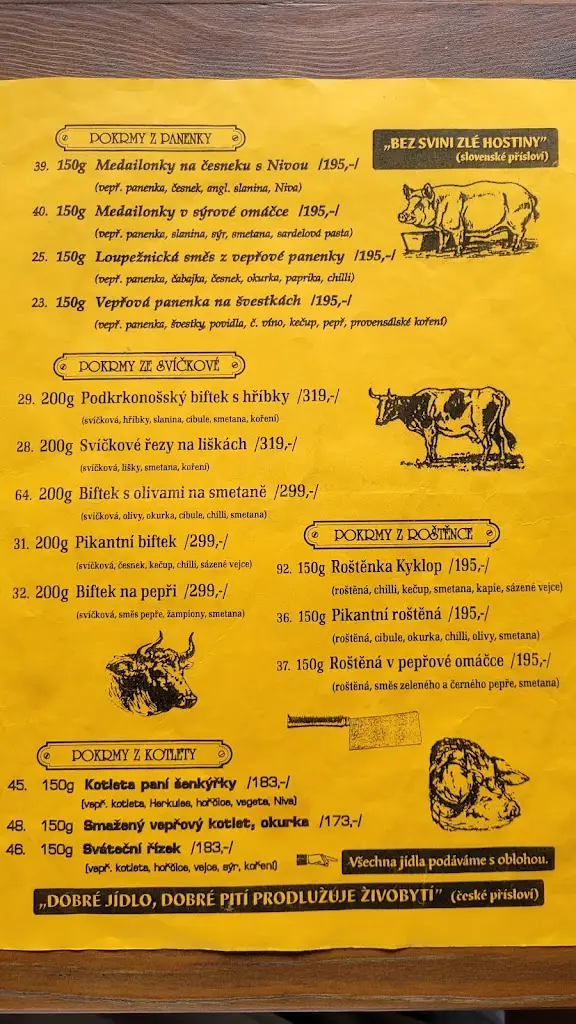 POKRMY Z PANENKY
„BEZ SVINI ZLÉ HOSTINY"
(slovenské přísloví)
39. 150g Medailonky na česneku s Nivou /195,-/
(vepř. panenka, česnek, angl. slanina, Niva)
40. 150g Medailonky v sýrové omáčce /195,-/
(vepř. panenka, slanina, sýr, smetana, sardelová pasta)
25. 150g Loupežnická směs z vepřové panenky /195,-/
(vepř. panenka, čabajka, česnek, okurka, paprika, chilli)
23. 150g Vepřová panenka na švestkách /195,-/
(vepř. panenka, švestky, povidla, č. víno, kečup, pepř, provensálské koření)
POKRMY ZE SVÍČKOVÉ
29. 200g Podkrkonošský biftek s hříbky /319,-/
(svíčková, hříbky, slanina, cibule, smetana, koření)
28. 200g Svíčkové řezy na liškách /319,-/
(svíčková, lišky, smetana, koření)
64. 200g Biftek s olivami na smetaně /299,-/
(svíčková, olivy, okurka, cibule, chilli, smetana)
31. 200g Pikantní biftek /299,-/
(svíčková, česnek, kečup, chilli, sázené vejce)
32. 200g Biftek na pepři /299,-/
(svíčková, směs pepře, žampiony, smetana)
POKRMY Z ROŠTĚNCE
92. 150g Roštěnka Kyklop /195,-/
(roštěná, chilli, kečup, smetana, kapie, sázené vejce)
36. 150g Pikantní roštěná /195,-/
(roštěná, cibule, okurka, chilli, olivy, smetana)
37. 150g Roštěná v pepřové omáčce /195,-/
(roštěná, směs zeleného a černého pepře, smetana)
POKRMY Z KOTLETY
45. 150g Kotleta paní šenkýřky /183,-/
(vepř. kotleta, Herkules, hořčice, vegeta, Niva)
48. 150g Smažený vepřový kotlet, okurka /173,-/
46. 150g Sváteční řízek /183,-/
(vepř. kotleta, hořčice, vejce, sýr, koření)
Všechna jídla podáváme s oblohou.
„DOBRÉ JÍDLO, DOBRÉ PITÍ PRODLUŽUJE ŽIVOBYTÍ" (české přísloví)